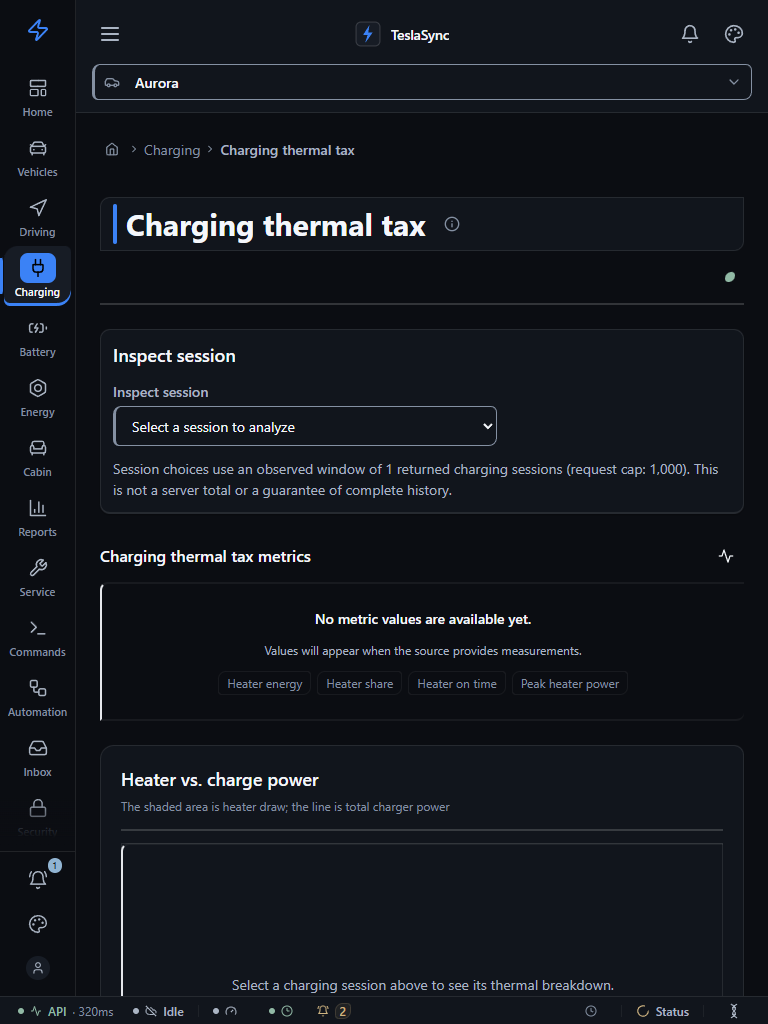 TeslaSync
Aurora
Home
Vehicles
Driving
Charging
Battery
Energy
Cabin
Reports
Service
Commands
Automation
Inbox
Security
1
Charging
Charging thermal tax
Charging thermal tax
Inspect session
Inspect session
Select a session to analyze
Session choices use an observed window of 1 returned charging sessions (request cap: 1,000). This
is not a server total or a guarantee of complete history.
Charging thermal tax metrics
No metric values are available yet.
Values will appear when the source provides measurements.
Heater energy Heater share Heater on time Peak heater power
Heater vs. charge power
The shaded area is heater draw; the line is total charger power
Select a charging session above to see its thermal breakdown.
API · 320ms Idle 2 Status